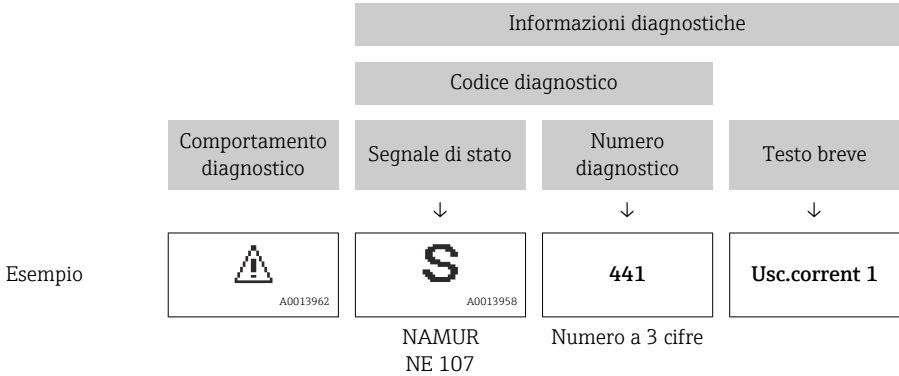 Informazioni diagnostiche
Codice diagnostico
Comportamento
diagnostico
Segnale di stato
Numero
diagnostico
Testo breve
↓ ↓ ↓
Esempio
A0013962
S
A0013958
441
Usc.corrent 1
NAMUR
NE 107
Numero a 3 cifre